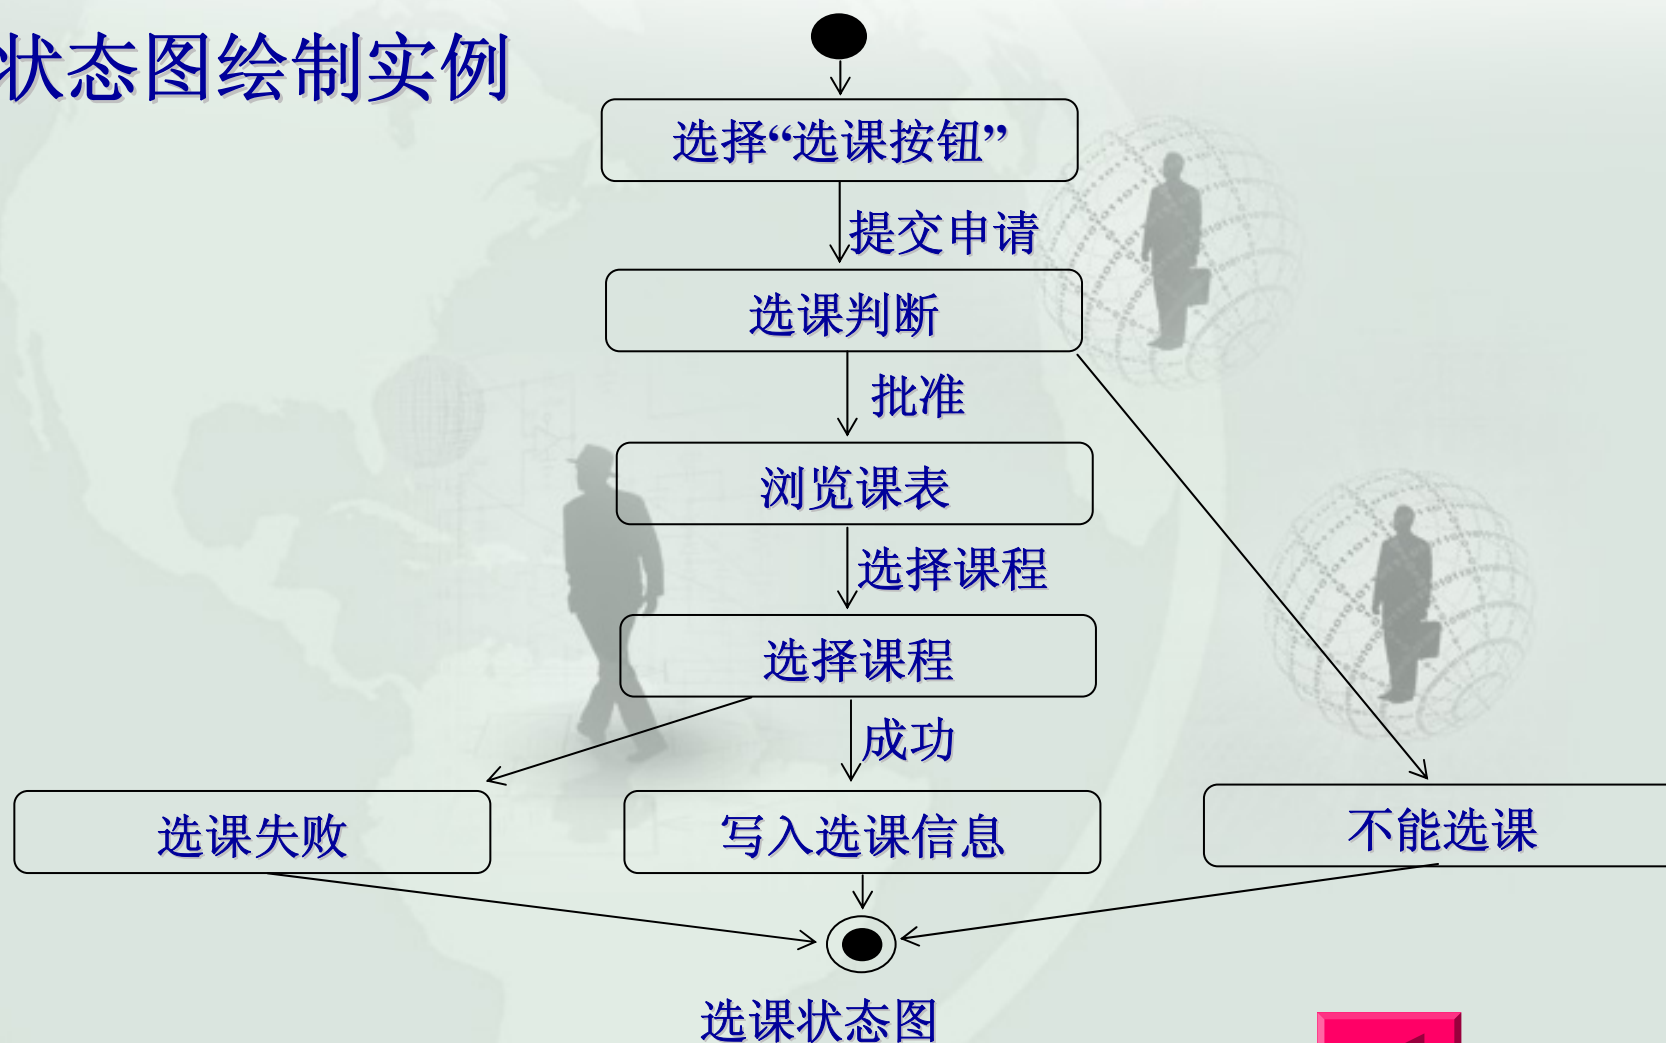 状态图绘制实例
选择“选课按钮”
提交申请
选课判断
批准
浏览课表
选择课程
选择课程
成功
选课失败
写入选课信息
不能选课
选课状态图